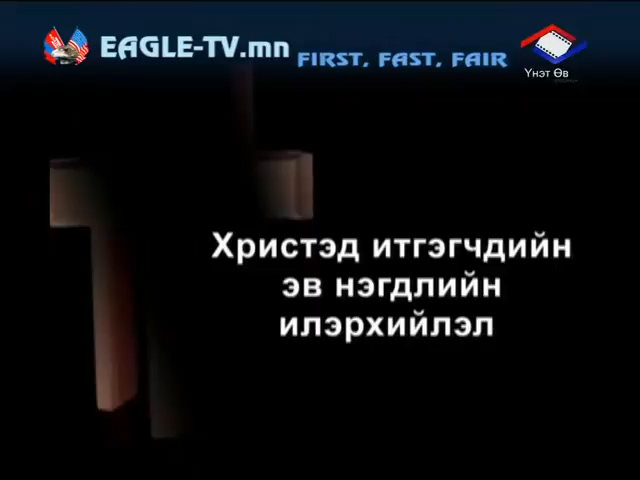 EAGLE-TV.mn
FIRST, FAST, FAIR
Үнэт Өв
Христэд итгэгчдийн
эв нэгдлийн
илэрхийлэл